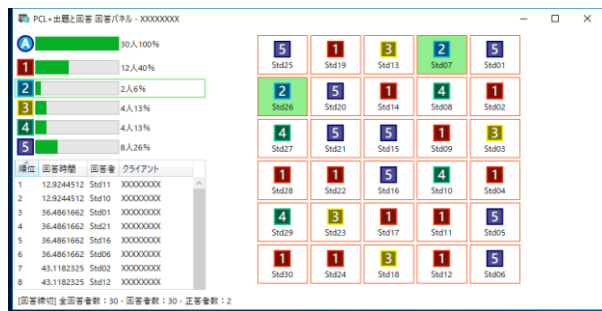 PCL+出題と回答 回答パネル - XXXXXXXX
A 30人100%
1 12人40%
2 2人6%
3 4人13%
4 4人13%
5 8人26%
順位 回答時間 回答者 クライアント
1 12.9244512 Std11 XXXXXXXX
2 12.9244512 Std10 XXXXXXXX
3 36.4861662 Std01 XXXXXXXX
4 36.4861662 Std21 XXXXXXXX
5 36.4861662 Std16 XXXXXXXX
6 36.4861662 Std06 XXXXXXXX
7 43.1182325 Std02 XXXXXXXX
8 43.1182325 Std12 XXXXXXXX
5 1 3 2 5
Std25 Std19 Std13 Std07 Std01
2 5 1 4 1
Std26 Std20 Std14 Std08 Std02
4 5 5 1 3
Std27 Std21 Std15 Std09 Std03
1 1 5 4 1
Std28 Std22 Std16 Std10 Std04
4 3 1 1 5
Std29 Std23 Std17 Std11 Std05
1 1 3 1 5
Std30 Std24 Std18 Std12 Std06
[回答締切] 全回答者数：30 - 回答者数：30 - 正答者数：2